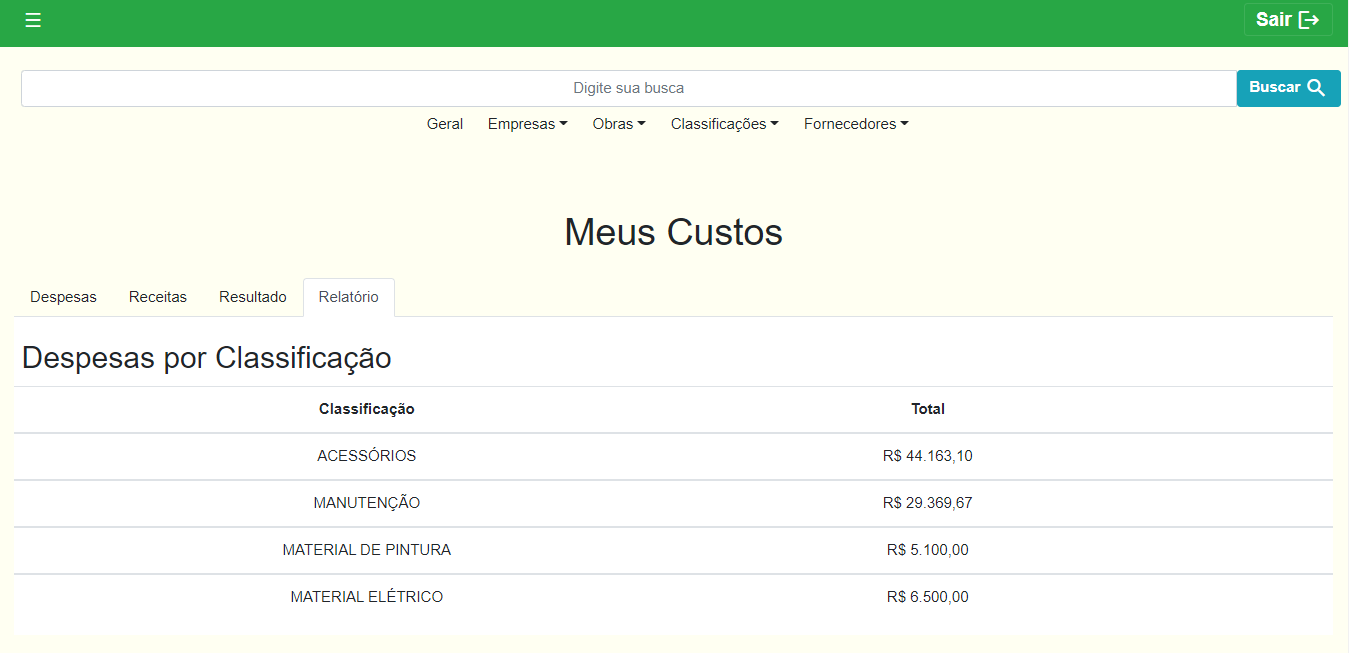 Sair
Digite sua busca
Buscar
Geral Empresas Obras Classificações Fornecedores
Meus Custos
Despesas Receitas Resultado Relatório
Despesas por Classificação
Classificação Total
ACESSÓRIOS R$ 44.163,10
MANUTENÇÃO R$ 29.369,67
MATERIAL DE PINTURA R$ 5.100,00
MATERIAL ELÉTRICO R$ 6.500,00